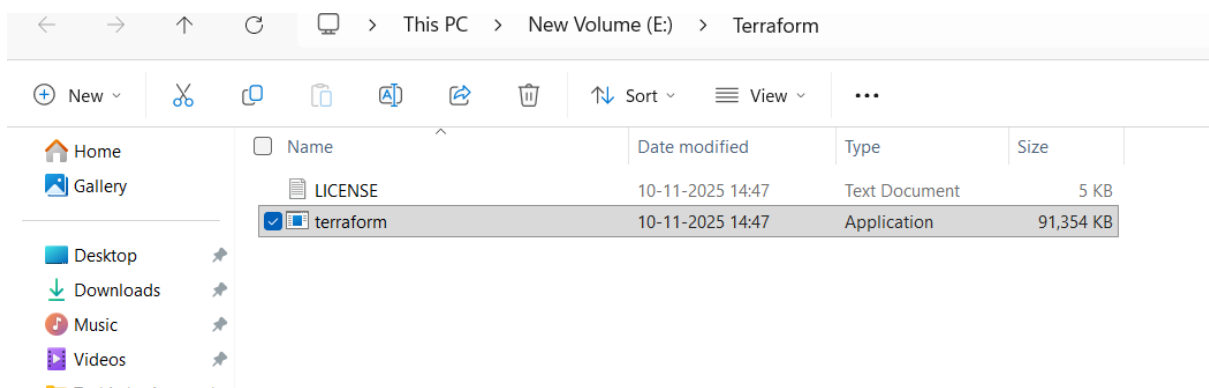 This PC > New Volume (E:) > Terraform
New
Sort
View
Name Date modified Type Size
Home
Gallery
LICENSE 10-11-2025 14:47 Text Document 5 KB
terraform 10-11-2025 14:47 Application 91,354 KB
Desktop
Downloads
Music
Videos